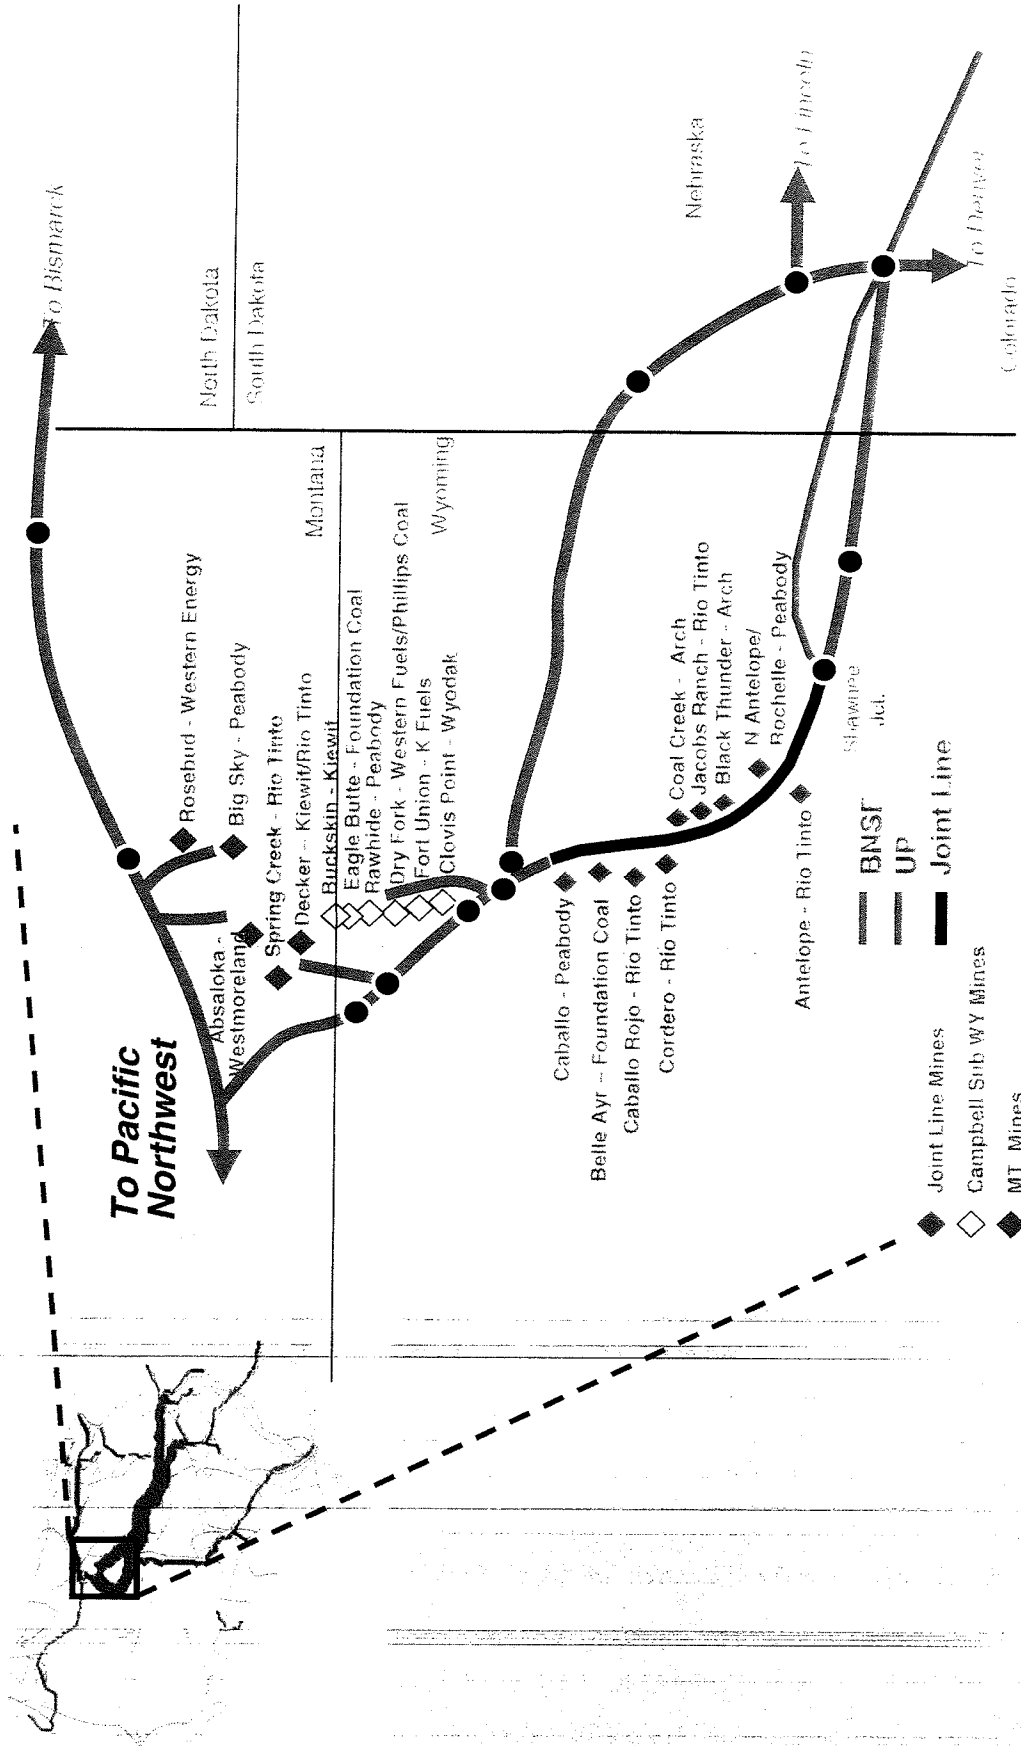 To Pacific
Northwest
To Bismarck
North Dakota
South Dakota
Rosebud - Western Energy
Big Sky - Peabody
Absaloka -
Westmoreland
Spring Creek - Rio Tinto
Decker - Kiewit/Rio Tinto
Montana
Wyoming
Buckskin - Kiewit
Eagle Butte - Foundation Coal
Rawhide - Peabody
Dry Fork - Western Fuels/Phillips Coal
Fort Union - K Fuels
Clovis Point - Wyodak
Nebraska
To Lincoln
To Denver
Colorado
Caballo - Peabody
Belle Ayr - Foundation Coal
Caballo Rojo - Rio Tinto
Cordero - Rio Tinto
Coal Creek - Arch
Jacobs Ranch - Rio Tinto
Black Thunder - Arch
N Antelope/
Rochelle - Peabody
Antelope - Rio Tinto
Shawnee
Jct.
Joint Line Mines
Campbell Sub WY Mines
MT Mines
BNSF
UP
Joint Line